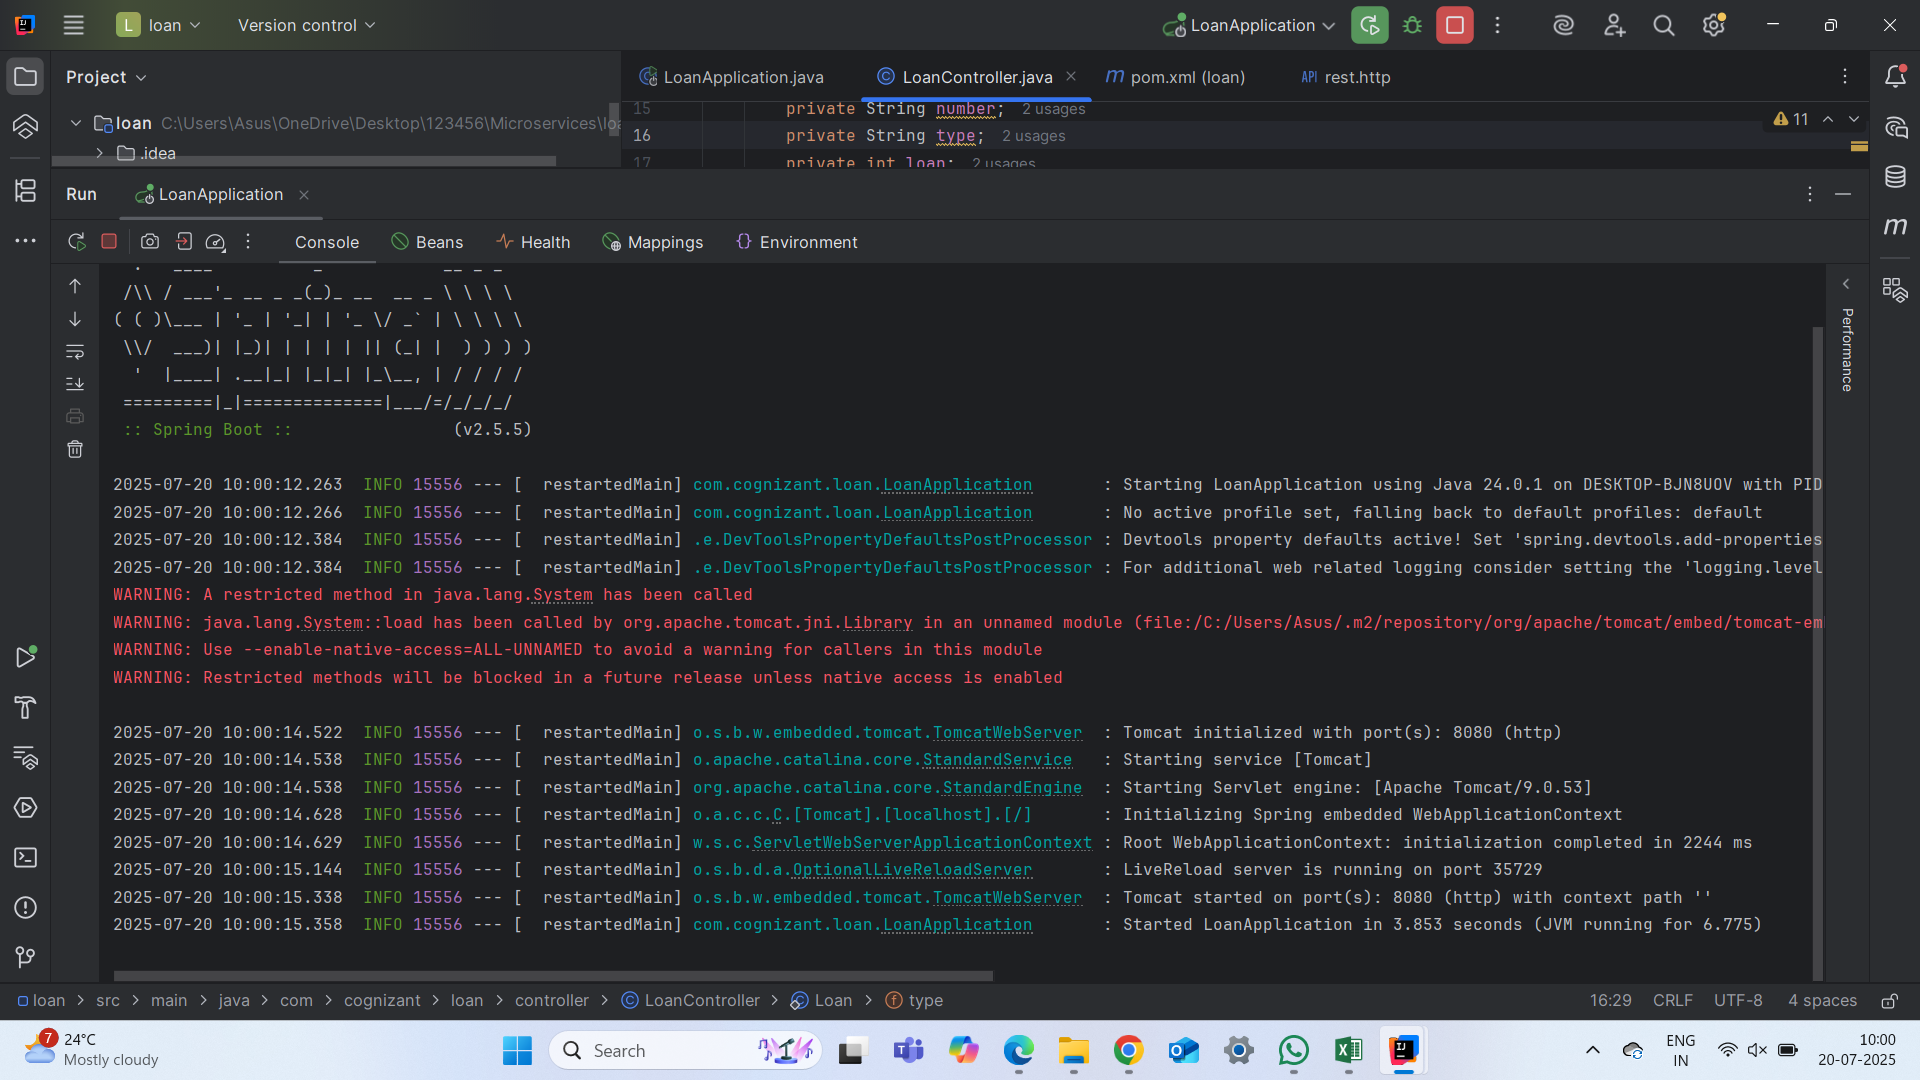 L loan Version control LoanApplication
Project
LoanApplication.java LoanController.java pom.xml (loan) API rest.http
loan C:\Users\Asus\OneDrive\Desktop\123456\Microservices\loa
.idea
15 private String number; 2 usages
16 private String type; 2 usages
17 private int loan; 2 usages
11
Run LoanApplication
Console Beans Health Mappings Environment
Performance
:: Spring Boot :: (v2.5.5)
2025-07-20 10:00:12.263 INFO 15556 --- [ restartedMain] com.cognizant.loan.LoanApplication : Starting LoanApplication using Java 24.0.1 on DESKTOP-BJN8UOV with PID
2025-07-20 10:00:12.266 INFO 15556 --- [ restartedMain] com.cognizant.loan.LoanApplication : No active profile set, falling back to default profiles: default
2025-07-20 10:00:12.384 INFO 15556 --- [ restartedMain] .e.DevToolsPropertyDefaultsPostProcessor : Devtools property defaults active! Set 'spring.devtools.add-properties
2025-07-20 10:00:12.384 INFO 15556 --- [ restartedMain] .e.DevToolsPropertyDefaultsPostProcessor : For additional web related logging consider setting the 'logging.level
WARNING: A restricted method in java.lang.System has been called
WARNING: java.lang.System::load has been called by org.apache.tomcat.jni.Library in an unnamed module (file:/C:/Users/Asus/.m2/repository/org/apache/tomcat/embed/tomcat-em
WARNING: Use --enable-native-access=ALL-UNNAMED to avoid a warning for callers in this module
WARNING: Restricted methods will be blocked in a future release unless native access is enabled
2025-07-20 10:00:14.522 INFO 15556 --- [ restartedMain] o.s.b.w.embedded.tomcat.TomcatWebServer : Tomcat initialized with port(s): 8080 (http)
2025-07-20 10:00:14.538 INFO 15556 --- [ restartedMain] o.apache.catalina.core.StandardService : Starting service [Tomcat]
2025-07-20 10:00:14.538 INFO 15556 --- [ restartedMain] org.apache.catalina.core.StandardEngine : Starting Servlet engine: [Apache Tomcat/9.0.53]
2025-07-20 10:00:14.628 INFO 15556 --- [ restartedMain] o.a.c.c.C.[Tomcat].[localhost].[/] : Initializing Spring embedded WebApplicationContext
2025-07-20 10:00:14.629 INFO 15556 --- [ restartedMain] w.s.c.ServletWebServerApplicationContext : Root WebApplicationContext: initialization completed in 2244 ms
2025-07-20 10:00:15.144 INFO 15556 --- [ restartedMain] o.s.b.d.a.OptionalLiveReloadServer : LiveReload server is running on port 35729
2025-07-20 10:00:15.338 INFO 15556 --- [ restartedMain] o.s.b.w.embedded.tomcat.TomcatWebServer : Tomcat started on port(s): 8080 (http) with context path ''
2025-07-20 10:00:15.358 INFO 15556 --- [ restartedMain] com.cognizant.loan.LoanApplication : Started LoanApplication in 3.853 seconds (JVM running for 6.775)
loan > src > main > java > com > cognizant > loan > controller > LoanController > Loan > type 16:29 CRLF UTF-8 4 spaces
7 24°C
Mostly cloudy
Search
ENG
IN
10:00
20-07-2025